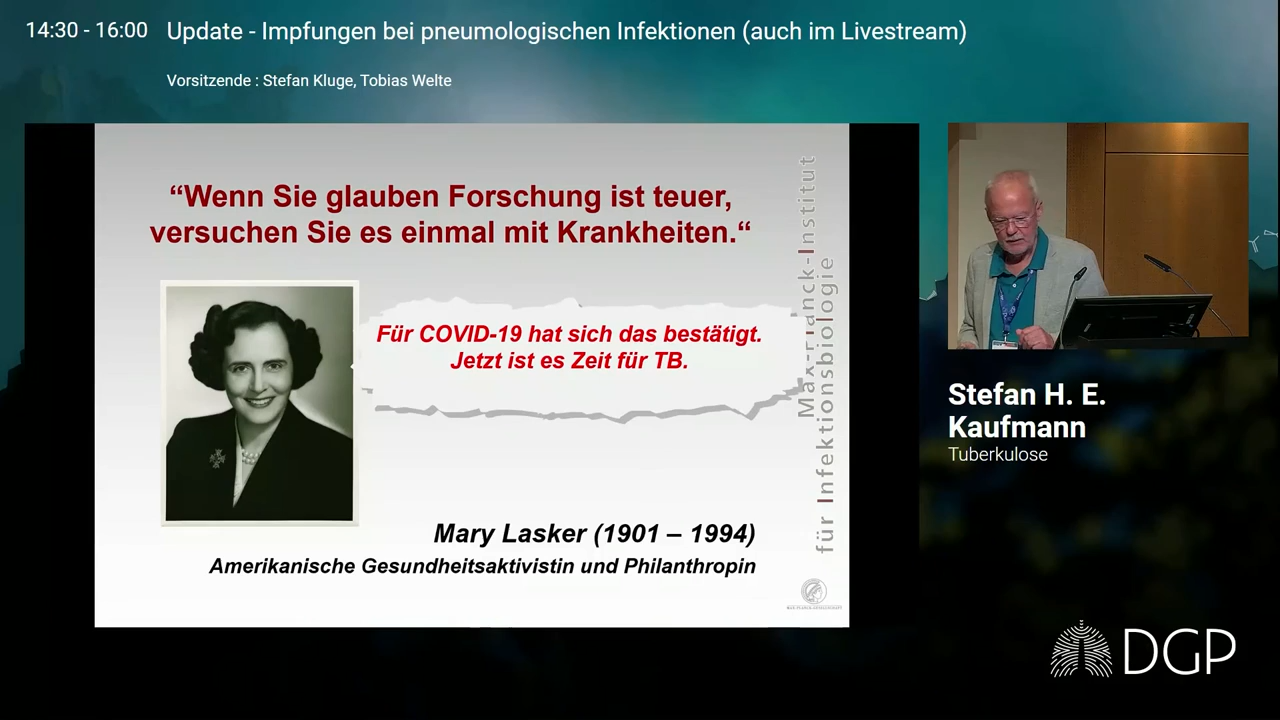 14:30 - 16:00 Update - Impfungen bei pneumologischen Infektionen (auch im Livestream)
Vorsitzende : Stefan Kluge, Tobias Welte
“Wenn Sie glauben Forschung ist teuer,
versuchen Sie es einmal mit Krankheiten.“
Für COVID-19 hat sich das bestätigt.
Jetzt ist es Zeit für TB.
Mary Lasker (1901 – 1994)
Amerikanische Gesundheitsaktivistin und Philanthropin
Max-Planck-Institut
für Infektionsbiologie
MAX-PLANCK-GESELLSCHAFT
Stefan H. E.
Kaufmann
Tuberkulose
DGP